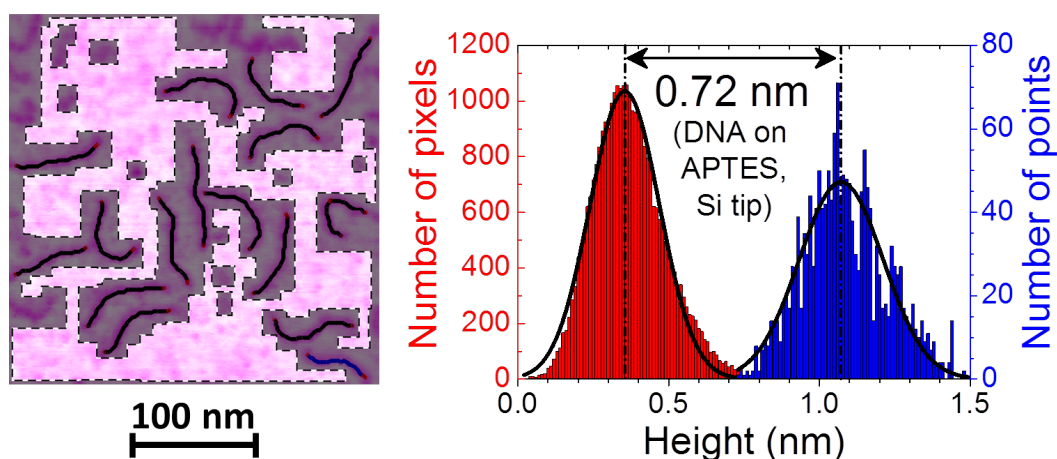 100 nm
Number of pixels
1200
1000
800
600
400
200
0
0.72 nm
(DNA on
APTES,
Si tip)
80
60
40
20
0
Number of points
0.0
0.5
1.0
1.5
Height (nm)